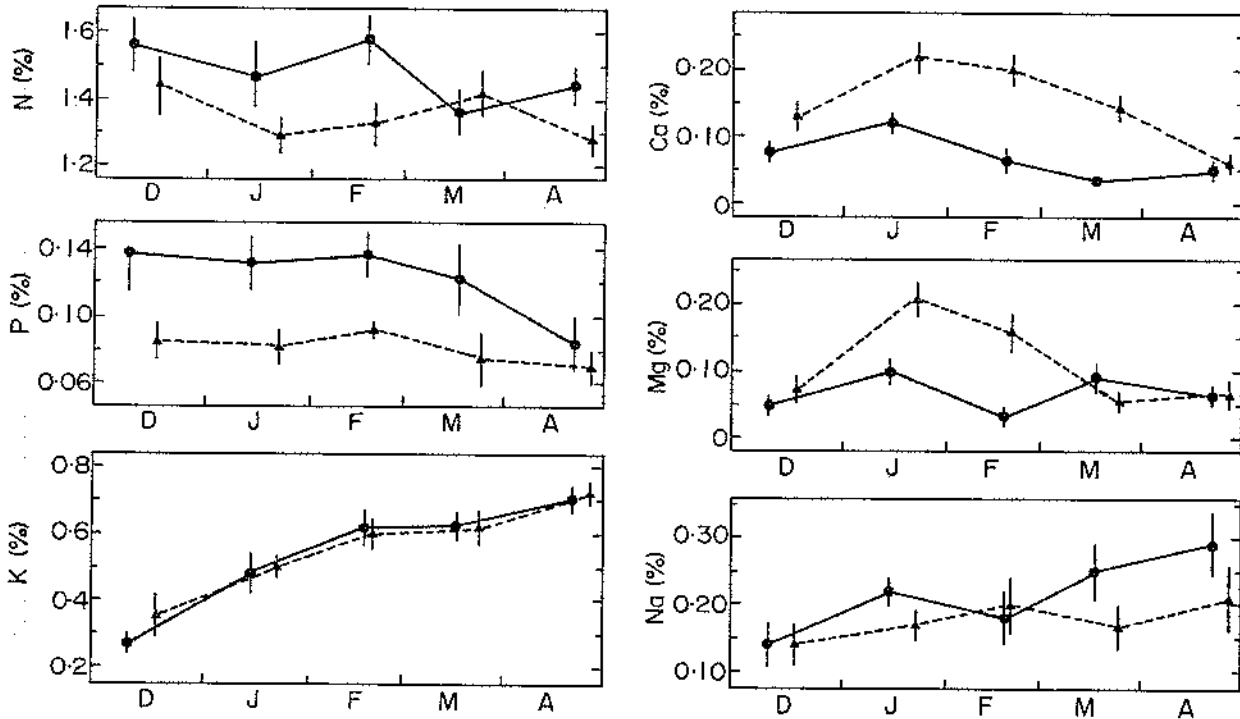 N (%)
1·6
1·4
1·2
D J F M A
P (%)
0·14
0·10
0·06
D J F M A
K (%)
0·8
0·6
0·4
0·2
D J F M A
Ca (%)
0·20
0·10
0
D J F M A
Mg (%)
0·20
0·10
0
D J F M A
Na (%)
0·30
0·20
0·10
D J F M A